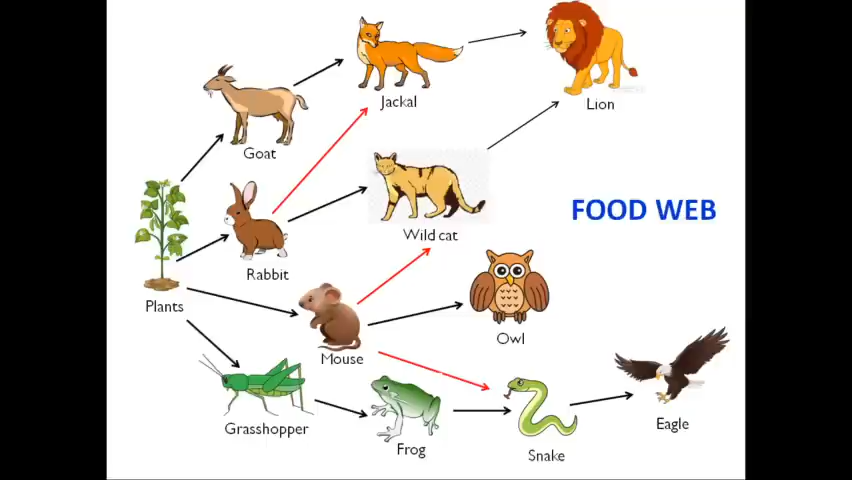 Jackal
Lion
Goat
FOOD WEB
Wild cat
Rabbit
Plants
Owl
Mouse
Grasshopper
Frog
Snake
Eagle